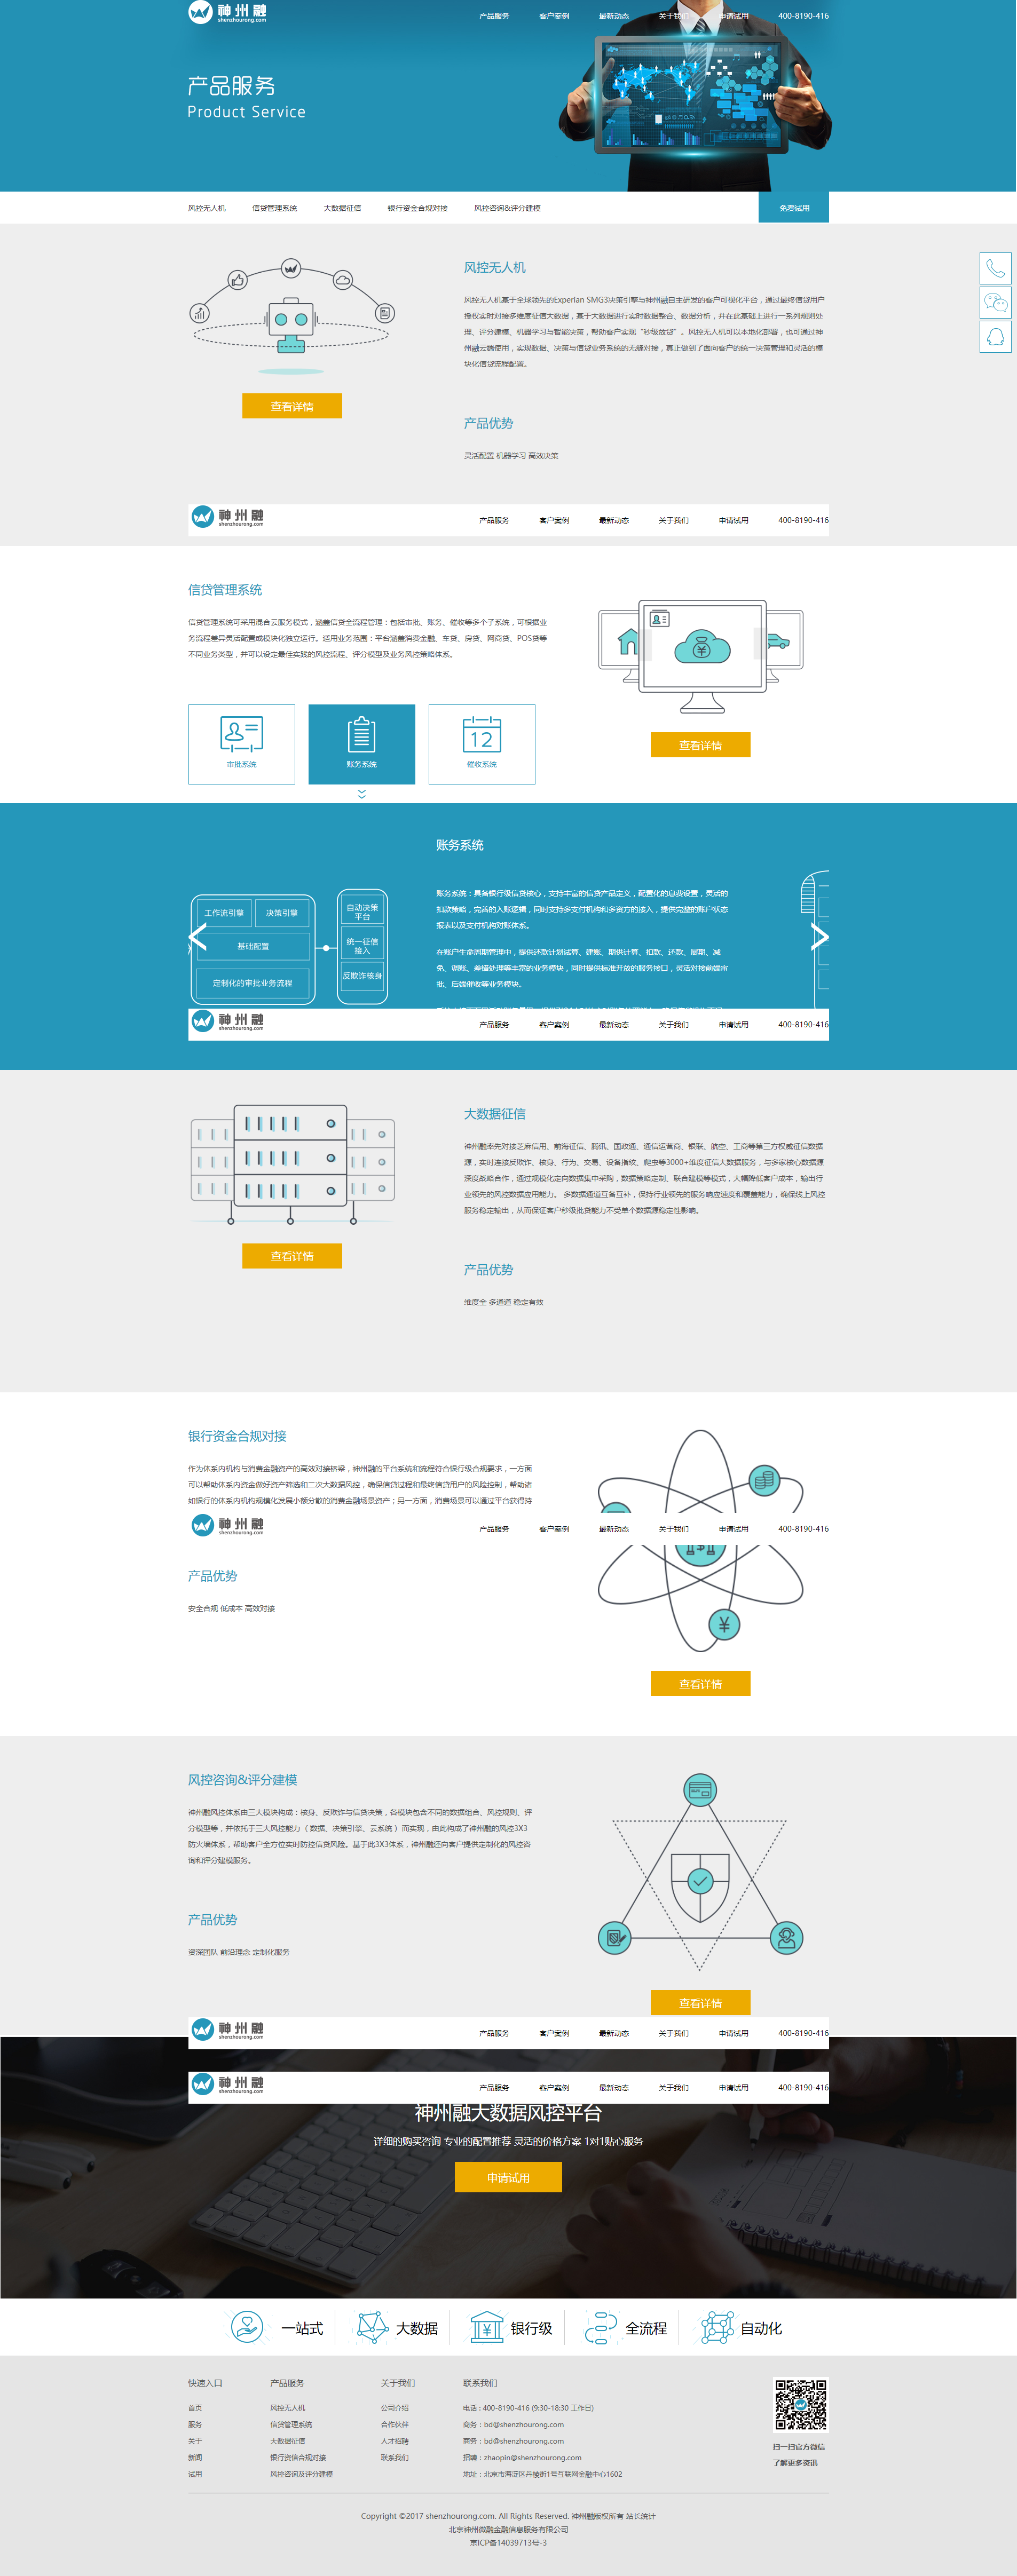 神州融
shenzhourong.com
产品服务 客户案例 最新动态 关于我们 申请试用 400-8190-416
产品服务
Product Service
风控无人机 信贷管理系统 大数据征信 银行资金合规对接 风控咨询&评分建模 免费试用
风控无人机
风控无人机基于全球领先的Experian SMG3决策引擎与神州融自主研发的客户可视化平台，通过最终信贷用户
授权实时对接多维度征信大数据，基于大数据进行实时数据整合、数据分析，并在此基础上进行一系列规则处
理、评分建模、机器学习与智能决策，帮助客户实现“秒级放贷”。风控无人机可以本地化部署，也可通过神
州融云端使用，实现数据、决策与信贷业务系统的无缝对接，真正做到了面向客户的统一决策管理和灵活的模
块化信贷流程配置。
查看详情
产品优势
灵活配置 机器学习 高效决策
神州融
shenzhourong.com
产品服务 客户案例 最新动态 关于我们 申请试用 400-8190-416
信贷管理系统
信贷管理系统可采用混合云服务模式，涵盖信贷全流程管理：包括审批、账务、催收等多个子系统，可根据业
务流程差异灵活配置或模块化独立运行。适用业务范围：平台涵盖消费金融、车贷、房贷、网商贷、POS贷等
不同业务类型，并可以设定最佳实践的风控流程、评分模型及业务风控策略体系。
查看详情
12
审批系统 账务系统 催收系统
账务系统
账务系统：具备银行级信贷核心，支持丰富的信贷产品定义，配置化的息费设置，灵活的
扣款策略，完善的入账逻辑，同时支持多支付机构和多资方的接入，提供完整的账户状态
报表以及支付机构对账体系。
在账户生命周期管理中，提供还款计划试算、建账、期供计算、扣款、还款、展期、减
免、调账、差错处理等丰富的业务模块，同时提供标准开放的服务接口，灵活对接前端审
批、后端催收等业务模块。
工作流引擎 决策引擎
基础配置
定制化的审批业务流程
自动决策
平台
统一征信
接入
反欺诈核身
神州融
shenzhourong.com
产品服务 客户案例 最新动态 关于我们 申请试用 400-8190-416
大数据征信
神州融率先对接芝麻信用、前海征信、腾讯、国政通、通信运营商、银联、航空、工商等第三方权威征信数据
源，实时连接反欺诈、核身、行为、交易、设备指纹、爬虫等3000+维度征信大数据服务，与多家核心数据源
深度战略合作，通过规模化定向数据集中采购，数据策略定制、联合建模等模式，大幅降低客户成本，输出行
业领先的风控数据应用能力。 多数据通道互备互补，保持行业领先的服务响应速度和覆盖能力，确保线上风控
服务稳定输出，从而保证客户秒级批贷能力不受单个数据源稳定性影响。
查看详情
产品优势
维度全 多通道 稳定有效
银行资金合规对接
作为体系内机构与消费金融资产的高效对接桥梁，神州融的平台系统和流程符合银行级合规要求，一方面
可以帮助体系内资金做好资产筛选和二次大数据风控，确保信贷过程和最终信贷用户的风险控制，帮助诸
如银行的体系内机构规模化发展小额分散的消费金融场景资产；另一方面，消费场景可以通过平台获得持
神州融
shenzhourong.com
产品服务 客户案例 最新动态 关于我们 申请试用 400-8190-416
产品优势
安全合规 低成本 高效对接
查看详情
风控咨询&评分建模
神州融风控体系由三大模块构成：核身、反欺诈与信贷决策，各模块包含不同的数据组合、风控规则、评
分模型等，并依托于三大风控能力（数据、决策引擎、云系统）而实现，由此构成了神州融的风控3X3
防火墙体系，帮助客户全方位实时防控信贷风险。基于此3X3体系，神州融还向客户提供定制化的风控咨
询和评分建模服务。
产品优势
资深团队 前沿理念 定制化服务
查看详情
神州融
shenzhourong.com
产品服务 客户案例 最新动态 关于我们 申请试用 400-8190-416
神州融
shenzhourong.com
产品服务 客户案例 最新动态 关于我们 申请试用 400-8190-416
神州融大数据风控平台
详细的购买咨询 专业的配置推荐 灵活的价格方案 1对1贴心服务
申请试用
一站式 大数据 银行级 全流程 自动化
快速入口 产品服务 关于我们 联系我们
首页 风控无人机 公司介绍 电话：400-8190-416 (9:30-18:30 工作日)
服务 信贷管理系统 合作伙伴 商务：bd@shenzhourong.com
关于 大数据征信 人才招聘 商务：bd@shenzhourong.com
新闻 银行资信合规对接 联系我们 招聘：zhaopin@shenzhourong.com
试用 风控咨询及评分建模 地址：北京市海淀区丹棱街1号互联网金融中心1602
扫一扫官方微信
了解更多资讯
Copyright ©2017 shenzhourong.com. All Rights Reserved. 神州融版权所有 站长统计
北京神州微融金融信息服务有限公司
京ICP备14039713号-3